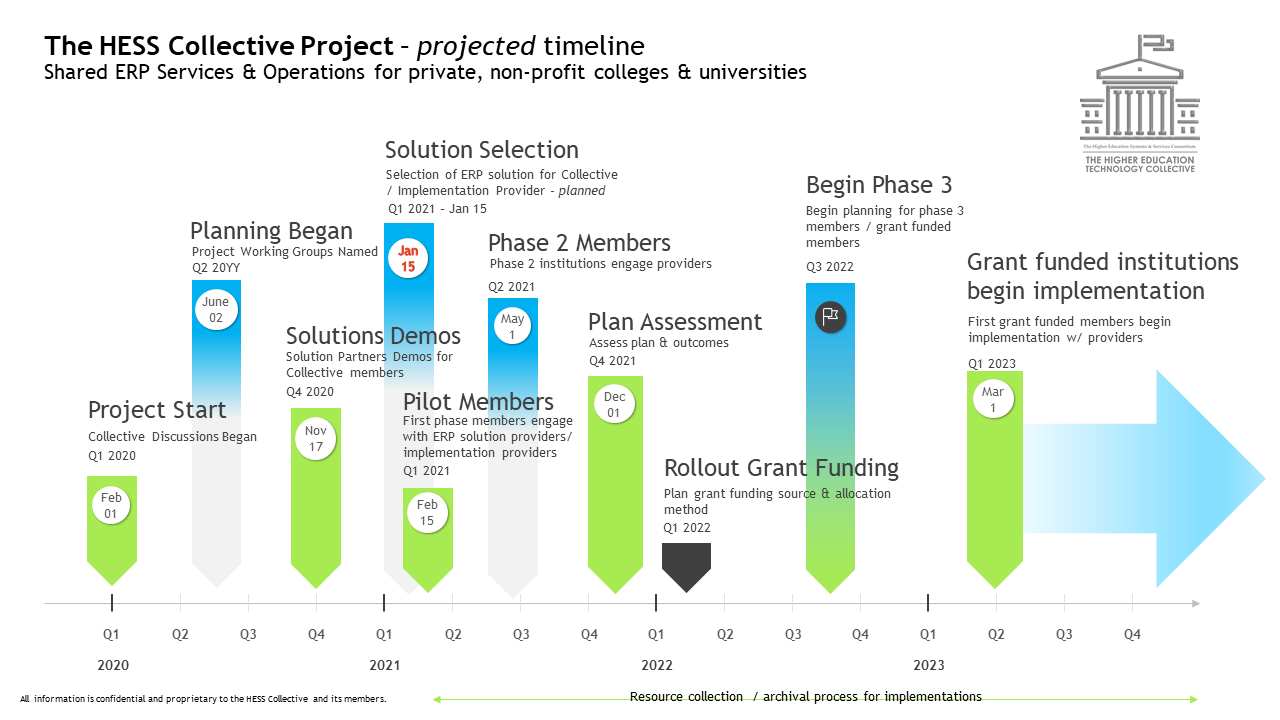 The HESS Collective Project – projected timeline
Shared ERP Services & Operations for private, non-profit colleges & universities
The Higher Education Systems & Services Consortium
THE HIGHER EDUCATION
TECHNOLOGY COLLECTIVE
Project Start
Collective Discussions Began
Q1 2020
Feb
01
Planning Began
Project Working Groups Named
Q2 20YY
June
02
Solutions Demos
Solution Partners Demos for
Collective members
Q4 2020
Nov
17
Solution Selection
Selection of ERP solution for Collective
/ Implementation Provider - planned
Q1 2021 – Jan 15
Jan
15
Pilot Members
First phase members engage
with ERP solution providers/
implementation providers
Q1 2021
Feb
15
Phase 2 Members
Phase 2 institutions engage providers
Q2 2021
May
1
Plan Assessment
Assess plan & outcomes
Q4 2021
Dec
01
Rollout Grant Funding
Plan grant funding source & allocation
method
Q1 2022
Begin Phase 3
Begin planning for phase 3
members / grant funded
members
Q3 2022
Grant funded institutions
begin implementation
First grant funded members begin
implementation w/ providers
Q1 2023
Mar
1
Q1 Q2 Q3 Q4 Q1 Q2 Q3 Q4 Q1 Q2 Q3 Q4 Q1 Q2 Q3 Q4
2020 2021 2022 2023
All information is confidential and proprietary to the HESS Collective and its members.
Resource collection / archival process for implementations